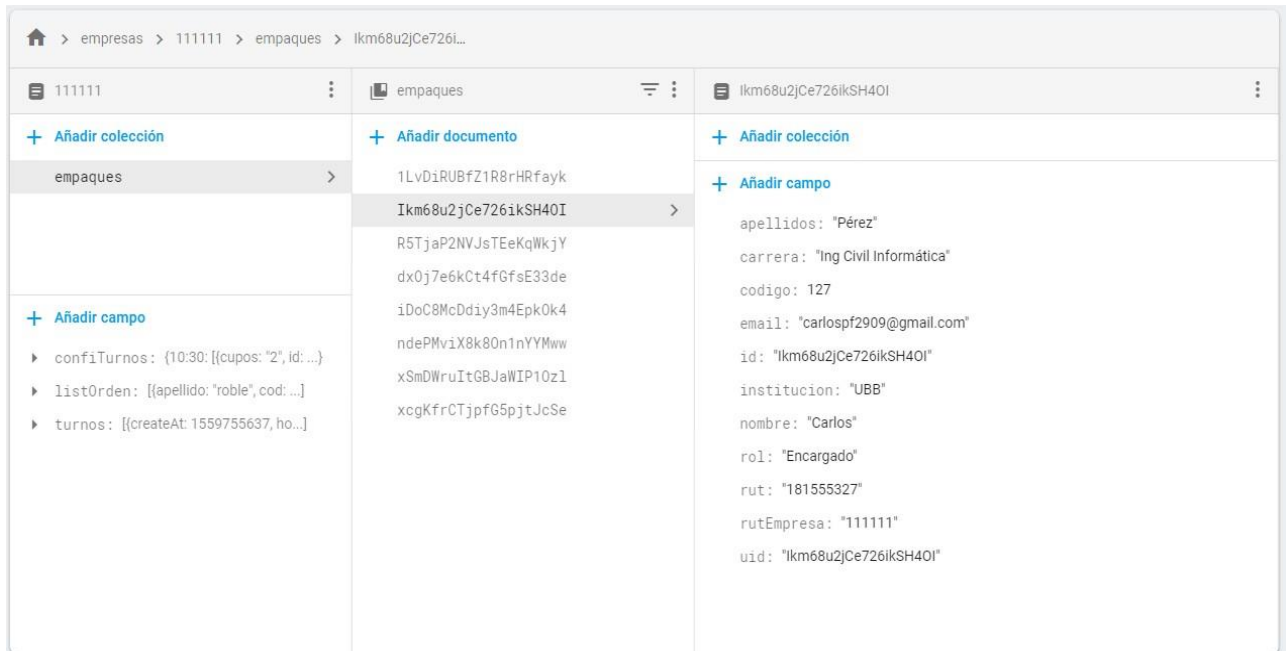 empresas > 111111 > empaques > Ikm68u2jCe726i...
111111
Añadir colección
empaques
Añadir campo
confiTurnos: {10:30: [{cupos: "2", id: ...}
listOrden: [{apellido: "roble", cod: ...]
turnos: [{createAt: 1559755637, ho...]
empaques
Añadir documento
1LvDiRUBfZ1R8rHRfayk
Ikm68u2jCe726ikSH4OI
R5TjaP2NVJsTEeKqWkjY
dxOj7e6kCt4fGfsE33de
iDoC8McDdiy3m4EpkOk4
ndePMviX8k8On1nYYMww
xSmDWruItGBJaWIP1Ozl
xcgKfrCTjpfG5pjtJcSe
Ikm68u2jCe726ikSH4OI
Añadir colección
Añadir campo
apellidos: "Pérez"
carrera: "Ing Civil Informática"
codigo: 127
email: "carlospf2909@gmail.com"
id: "Ikm68u2jCe726ikSH4OI"
institucion: "UBB"
nombre: "Carlos"
rol: "Encargado"
rut: "181555327"
rutEmpresa: "111111"
uid: "Ikm68u2jCe726ikSH4OI"